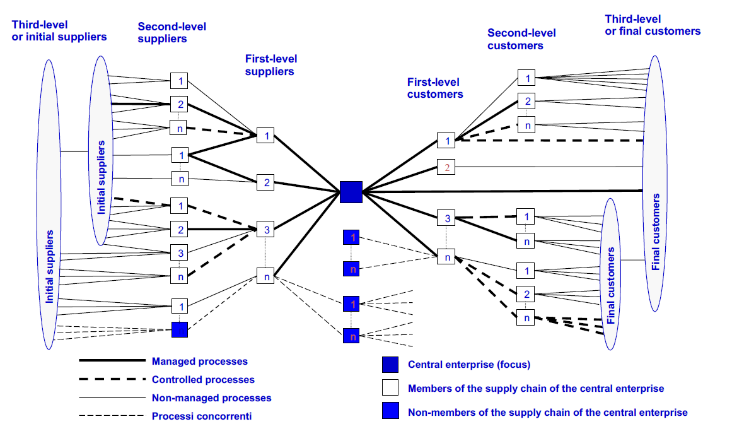 Third-level
or initial suppliers
Second-level
suppliers
First-level
suppliers
First-level
customers
Second-level
customers
Third-level
or final customers
1
2
n
1
n
1
2
3
n
1
1
2
3
n
1
n
1
n
1
2
3
n
1
2
n
1
n
1
2
n
Initial suppliers
Initial suppliers
Final customers
Final customers
Managed processes
Controlled processes
Non-managed processes
Processi concorrenti
Central enterprise (focus)
Members of the supply chain of the central enterprise
Non-members of the supply chain of the central enterprise